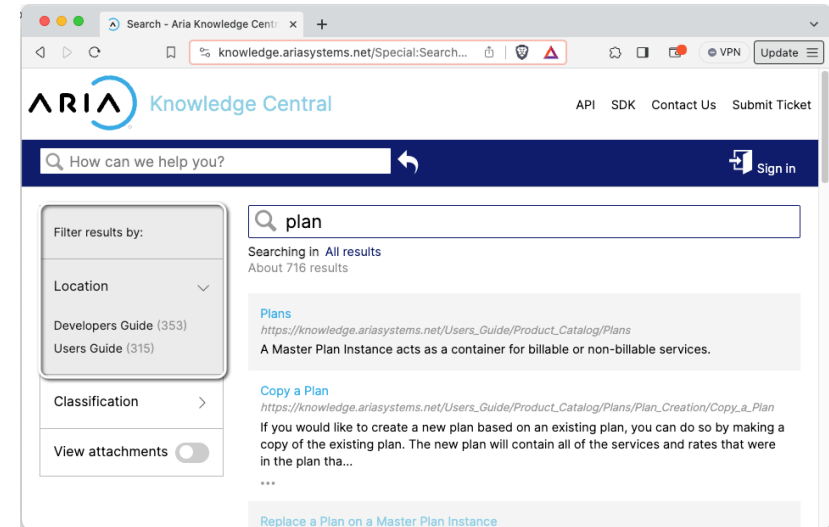 Search - Aria Knowledge Centr
knowledge.ariasystems.net/Special:Search...
VPN
Update
ARIA
Knowledge Central
API SDK Contact Us Submit Ticket
How can we help you?
Sign in
Filter results by:
Location
Developers Guide (353)
Users Guide (315)
Classification
View attachments
plan
Searching in All results
About 716 results
Plans
https://knowledge.ariasystems.net/Users_Guide/Product_Catalog/Plans
A Master Plan Instance acts as a container for billable or non-billable services.
Copy a Plan
https://knowledge.ariasystems.net/Users_Guide/Product_Catalog/Plans/Plan_Creation/Copy_a_Plan
If you would like to create a new plan based on an existing plan, you can do so by making a
copy of the existing plan. The new plan will contain all of the services and rates that were
in the plan tha...
•••
Replace a Plan on a Master Plan Instance